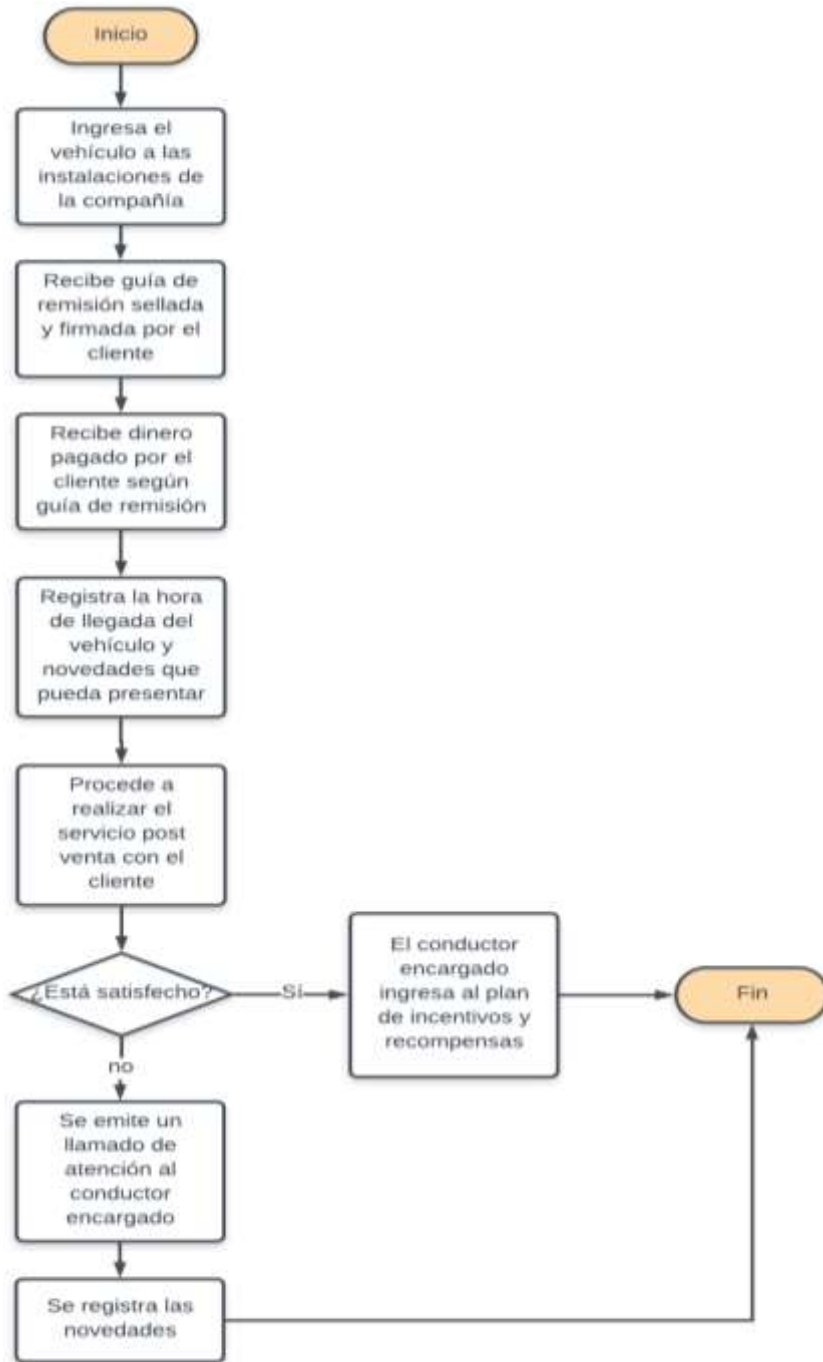 Inicio
Ingresa el
vehículo a las
instalaciones de
la compañía
Recibe guía de
remisión sellada
y firmada por el
cliente
Recibe dinero
pagado por el
cliente según
guía de remisión
Registra la hora
de llegada del
vehículo y
novedades que
pueda presentar
Procede a
realizar el
servicio post
venta con el
cliente
¿Está satisfecho?
Sí
El conductor
encargado
ingresa al plan
de incentivos y
recompensas
Fin
no
Se emite un
llamado de
atención al
conductor
encargado
Se registra las
novedades